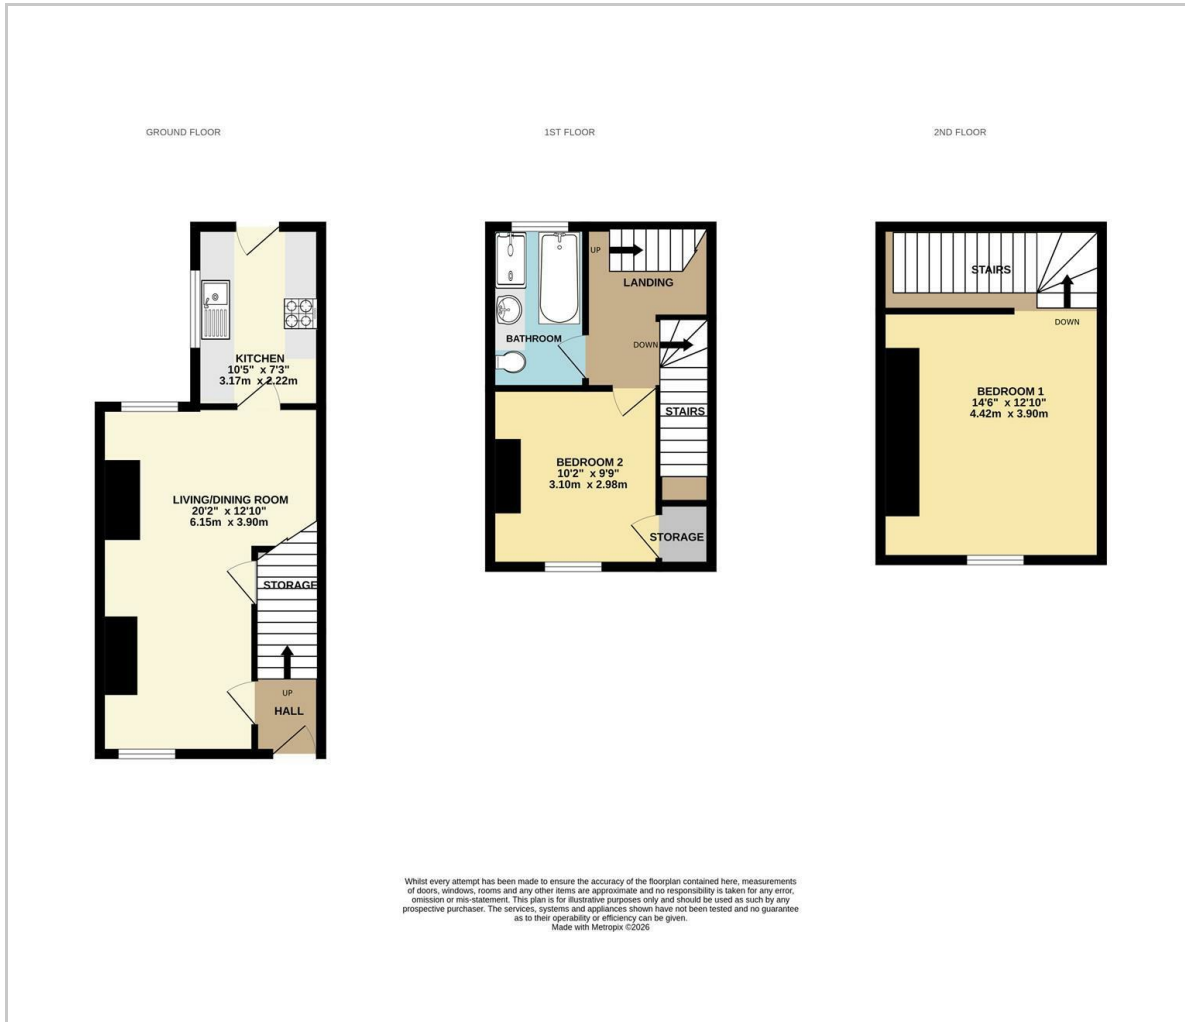 GROUND FLOOR
KITCHEN
10'5" x 7'3"
3.17m x 2.22m
LIVING/DINING ROOM
20'2" x 12'10"
6.15m x 3.90m
STORAGE
UP
HALL
1ST FLOOR
UP
LANDING
BATHROOM
DOWN
STAIRS
BEDROOM 2
10'2" x 9'9"
3.10m x 2.98m
STORAGE
2ND FLOOR
STAIRS
DOWN
BEDROOM 1
14'6" x 12'10"
4.42m x 3.90m
Whilst every attempt has been made to ensure the accuracy of the floorplan contained here, measurements
of doors, windows, rooms and any other items are approximate and no responsibility is taken for any error,
omission or mis-statement. This plan is for illustrative purposes only and should be used as such by any
prospective purchaser. The services, systems and appliances shown have not been tested and no guarantee
as to their operability or efficiency can be given.
Made with Metropix ©2026